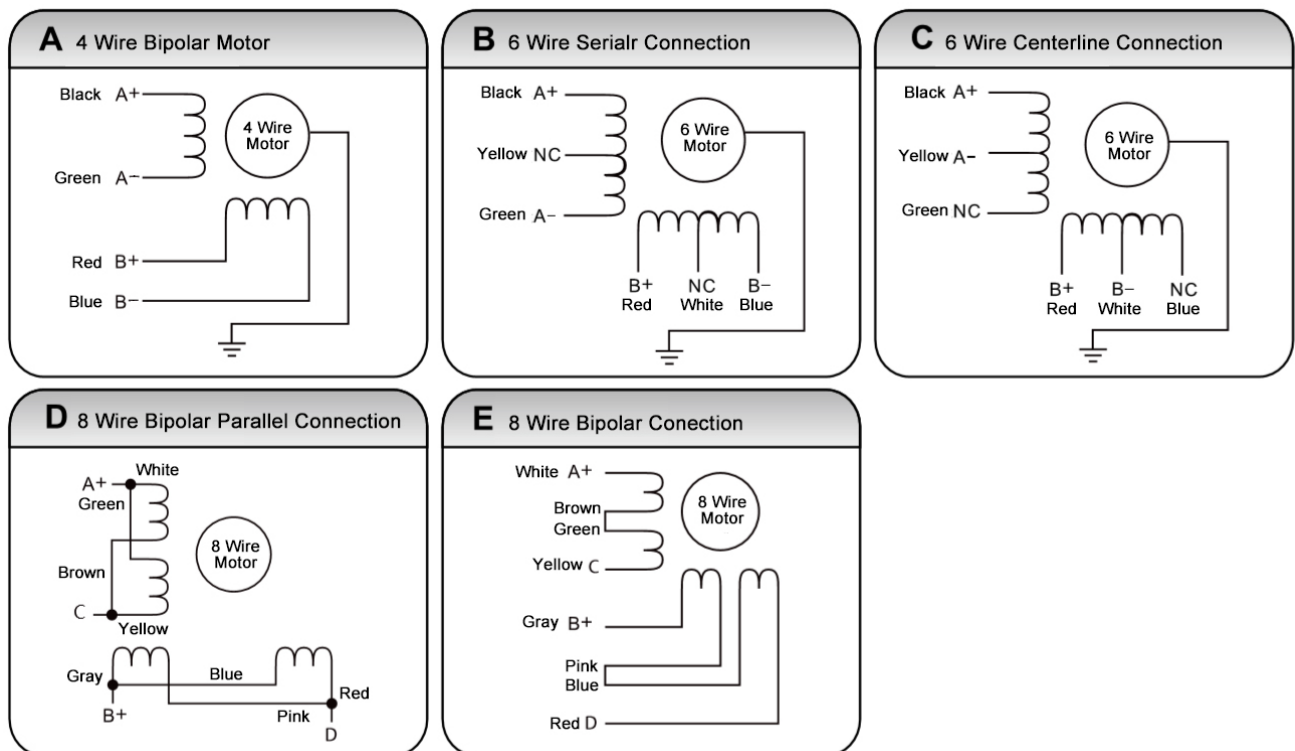 A 4 Wire Bipolar Motor
Black A+
4 Wire
Motor
Green A-
Red B+
Blue B-
B 6 Wire Serialr Connection
Black A+
6 Wire
Motor
Yellow NC
Green A-
B+ NC B-
Red White Blue
C 6 Wire Centerline Connection
Black A+
6 Wire
Motor
Yellow A-
Green NC
B+ B- NC
Red White Blue
D 8 Wire Bipolar Parallel Connection
White
A+
Green
8 Wire
Motor
Brown
C
Yellow
Gray Blue
Red
B+ Pink
D
E 8 Wire Bipolar Conection
White A+
8 Wire
Motor
Brown
Green
Yellow C
Gray B+
Pink
Blue
Red D